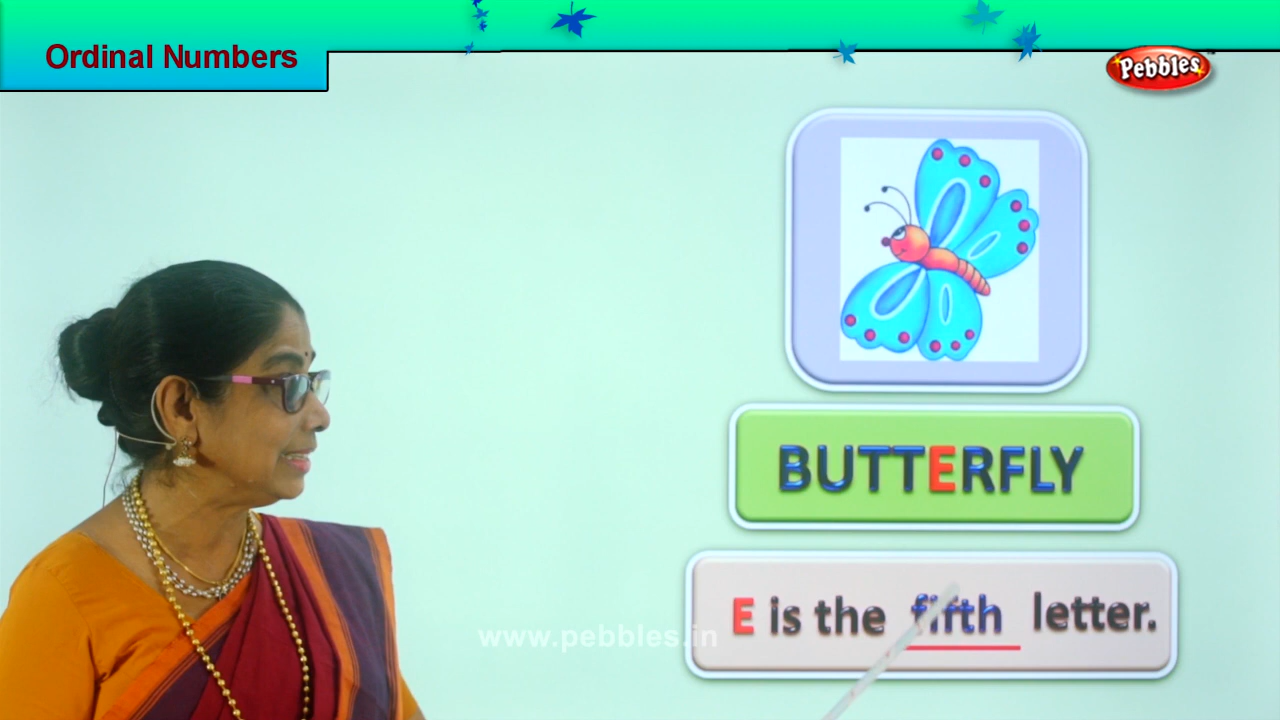 Ordinal Numbers
Pebbles
BUTTERFLY
E is the fifth letter.
www.pebbles.in